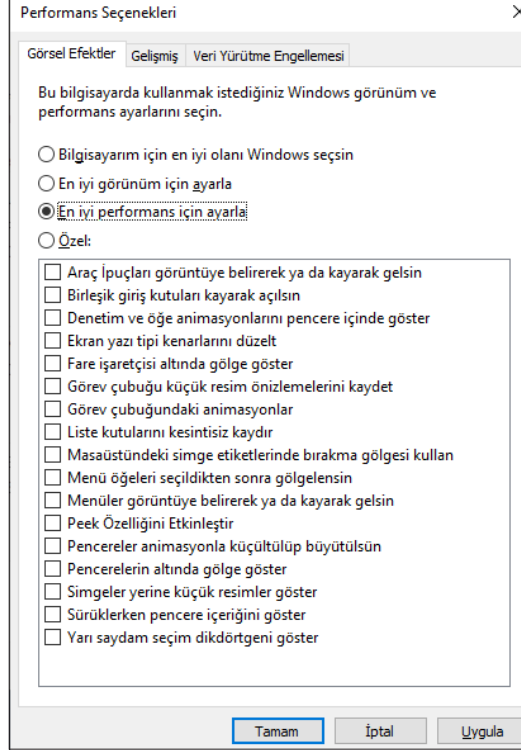 Performans Seçenekleri
Görsel Efektler Gelişmiş Veri Yürütme Engellemesi
Bu bilgisayarda kullanmak istediğiniz Windows görünüm ve
performans ayarlarını seçin.
Bilgisayarım için en iyi olanı Windows seçsin
En iyi görünüm için ayarla
En iyi performans için ayarla
Özel:
Araç İpuçları görüntüye belirerek ya da kayarak gelsin
Birleşik giriş kutuları kayarak açılsın
Denetim ve öğe animasyonlarını pencere içinde göster
Ekran yazı tipi kenarlarını düzelt
Fare işaretçisi altında gölge göster
Görev çubuğu küçük resim önizlemelerini kaydet
Görev çubuğundaki animasyonlar
Liste kutularını kesintisiz kaydır
Masaüstündeki simge etiketlerinde bırakma gölgesi kullan
Menü öğeleri seçildikten sonra gölgelensin
Menüler görüntüye belirerek ya da kayarak gelsin
Peek Özelliğini Etkinleştir
Pencereler animasyonla küçültülüp büyütülsün
Pencerelerin altında gölge göster
Simgeler yerine küçük resimler göster
Sürüklerken pencere içeriğini göster
Yarı saydam seçim dikdörtgeni göster
Tamam İptal Uygula